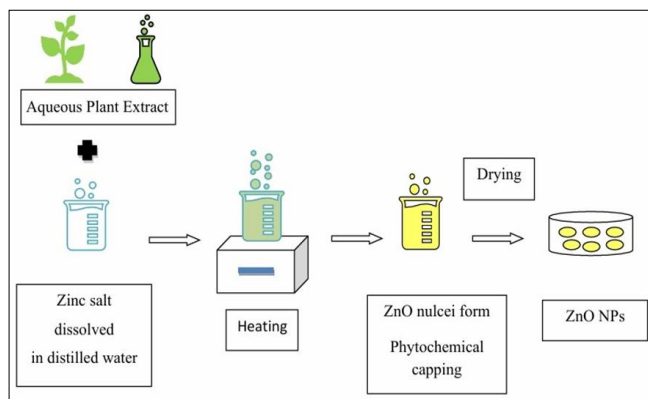 Aqueous Plant Extract
Drying
Zinc salt
dissolved
in distilled water
Heating
ZnO nulcei form
Phytochemical
capping
ZnO NPs